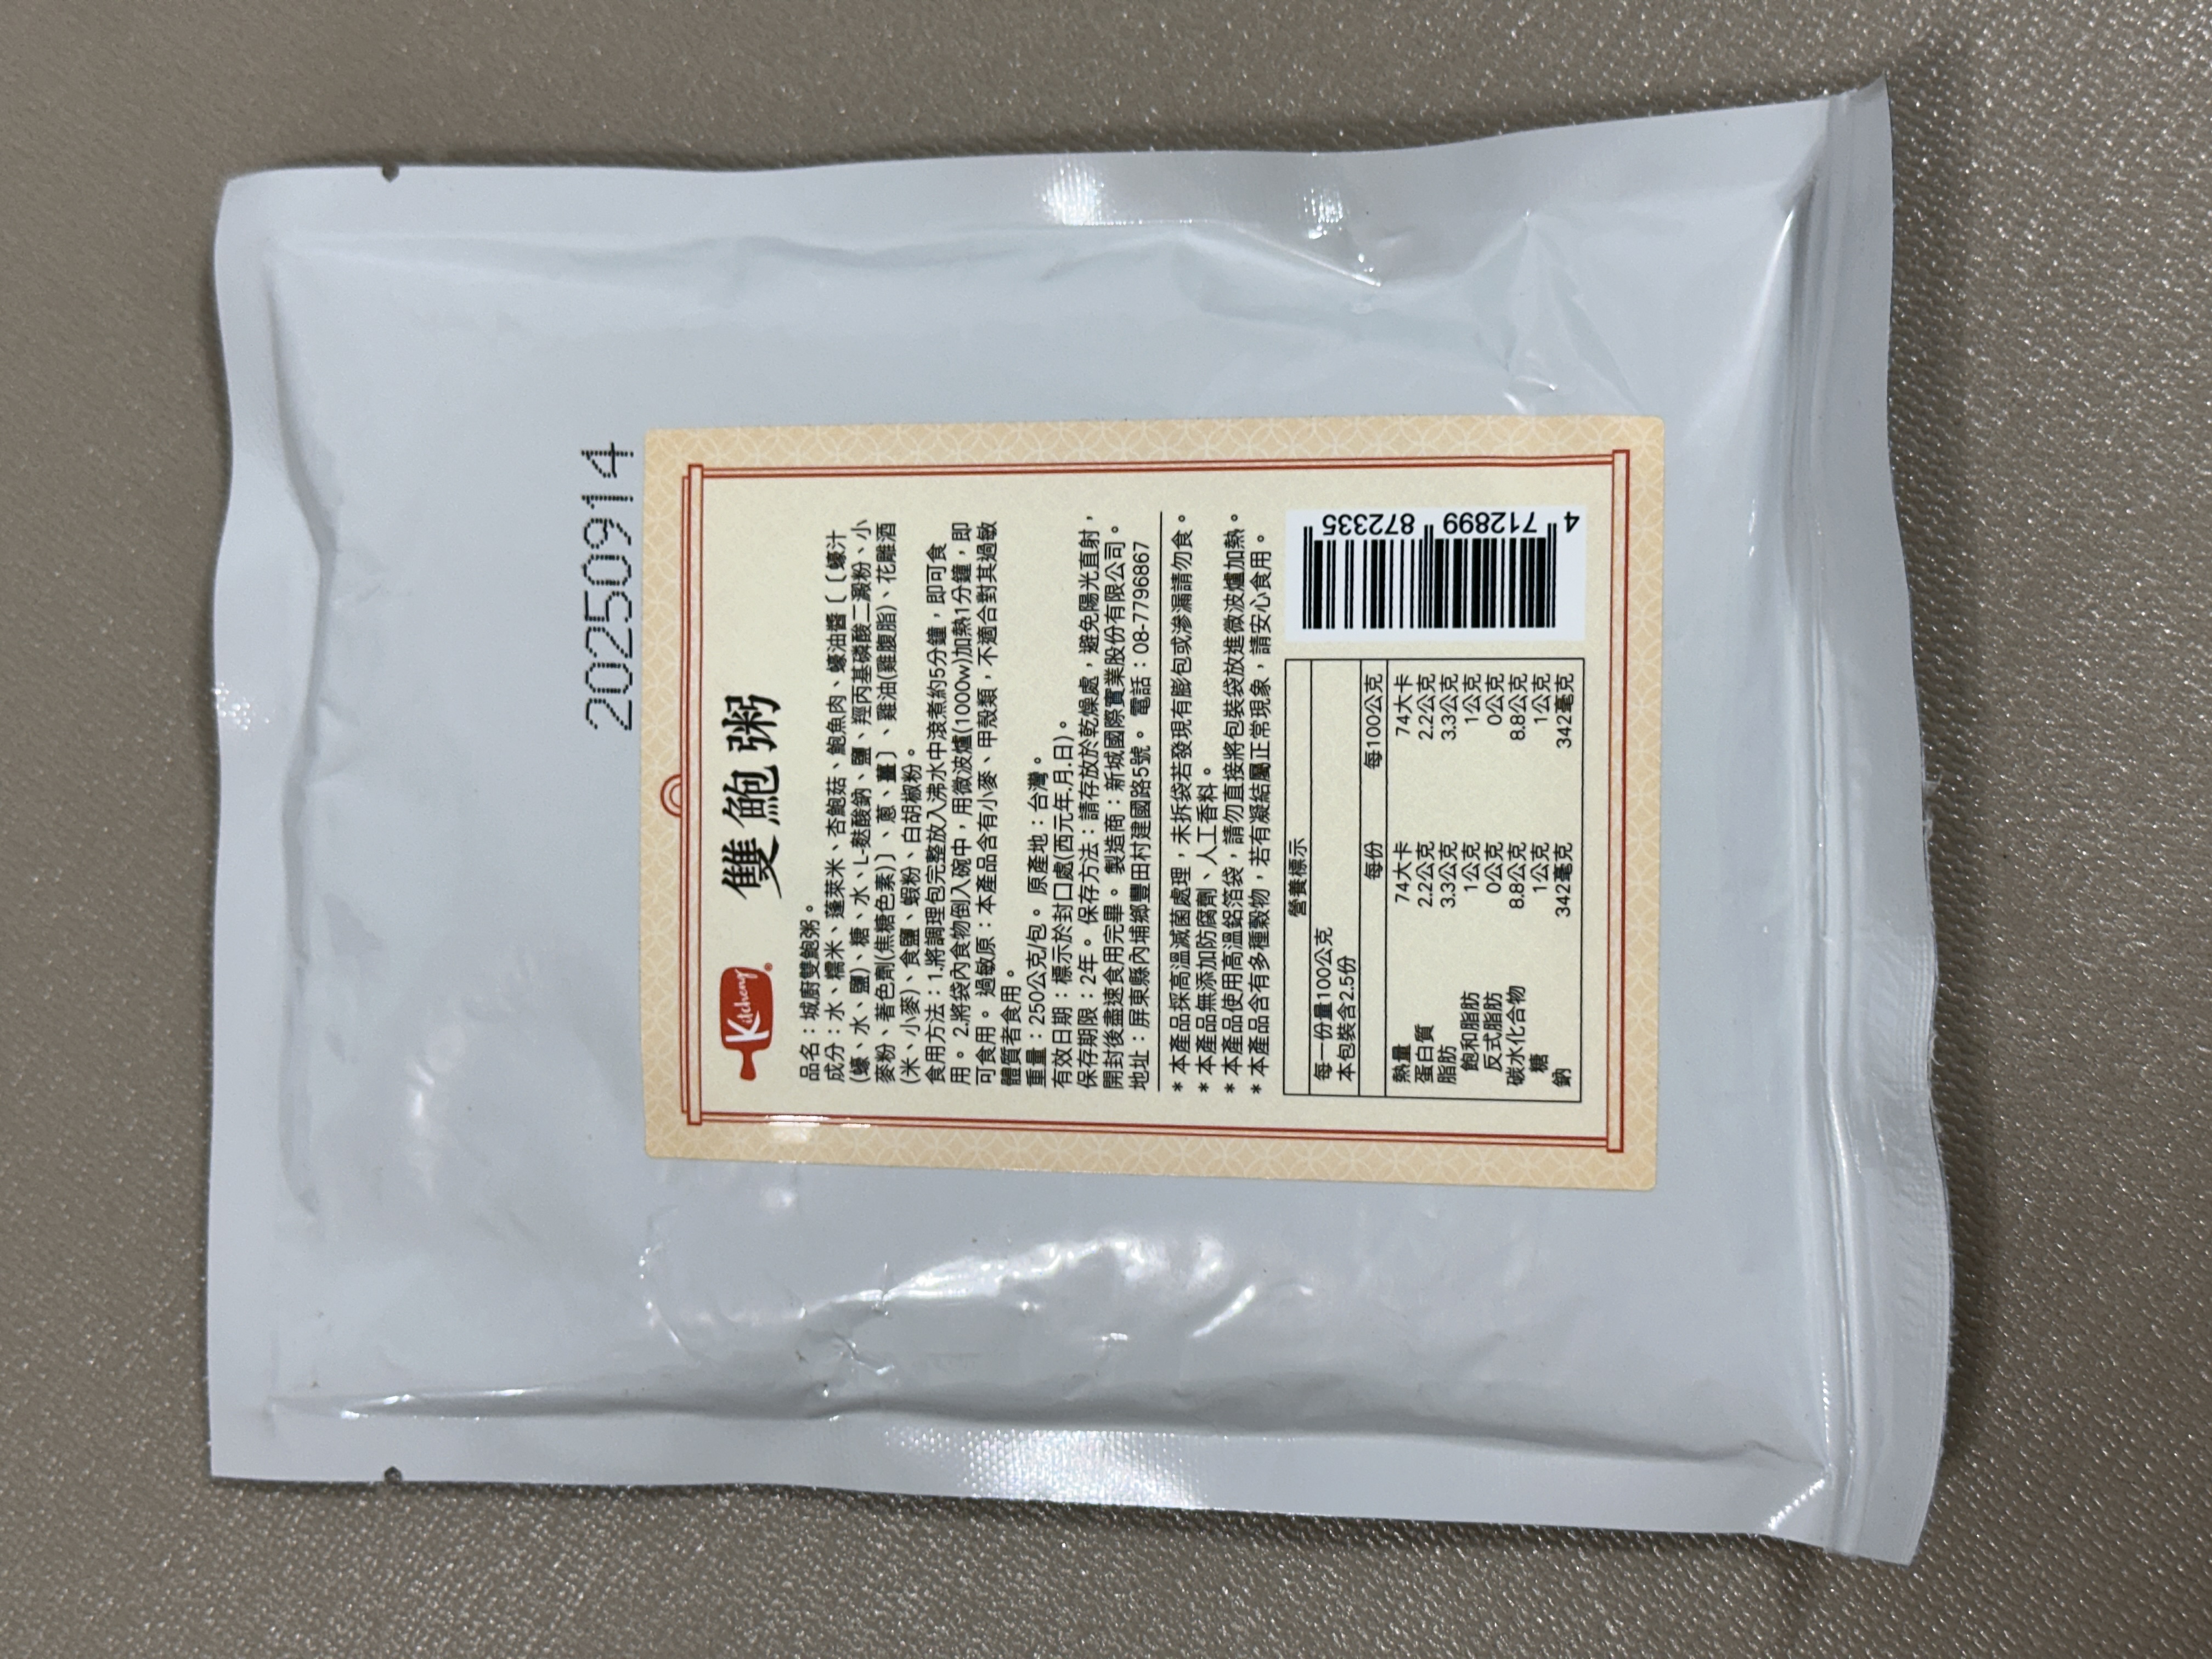 20250914
Kitcheng®
雙鮑粥
品名：城廚雙鮑粥。
成分：水、糯米、蓬萊米、杏鮑菇、鮑魚肉、蠔油醬〔〔蠔汁
(蠔、水、鹽)、糖、水、L-麩酸鈉、鹽、羥丙基磷酸二澱粉、小
麥粉、著色劑(焦糖色素)〕、蔥、薑〕、雞油(雞腹脂)、花雕酒
(米、小麥)、食鹽、蝦粉、白胡椒粉。
食用方法：1.將調理包完整放入沸水中滾煮約5分鐘，即可食
用。2.將袋內食物倒入碗中，用微波爐(1000w)加熱1分鐘，即
可食用。過敏原：本產品含有小麥、甲殼類，不適合對其過敏
體質者食用。
重量：250公克/包。原產地：台灣。
有效日期：標示於封口處(西元年.月.日)。
保存期限：2年。保存方法：請存放於乾燥處，避免陽光直射，
開封後盡速食用完畢。製造商：新城國際實業股份有限公司。
地址：屏東縣內埔鄉豐田村建國路5號。電話：08-7796867
＊本產品採高溫滅菌處理，未拆袋若發現有膨包或滲漏請勿食。
＊本產品無添加防腐劑、人工香料。
＊本產品使用高溫鋁箔袋，請勿直接將包裝袋放進微波爐加熱。
＊本產品含有多種穀物，若有凝結屬正常現象，請安心食用。
營養標示
每一份量100公克
本包裝含2.5份
每份 每100公克
熱量 74大卡 74大卡
蛋白質 2.2公克 2.2公克
脂肪 3.3公克 3.3公克
飽和脂肪 1公克 1公克
反式脂肪 0公克 0公克
碳水化合物 8.8公克 8.8公克
糖 1公克 1公克
鈉 342毫克 342毫克
4 712899 872335